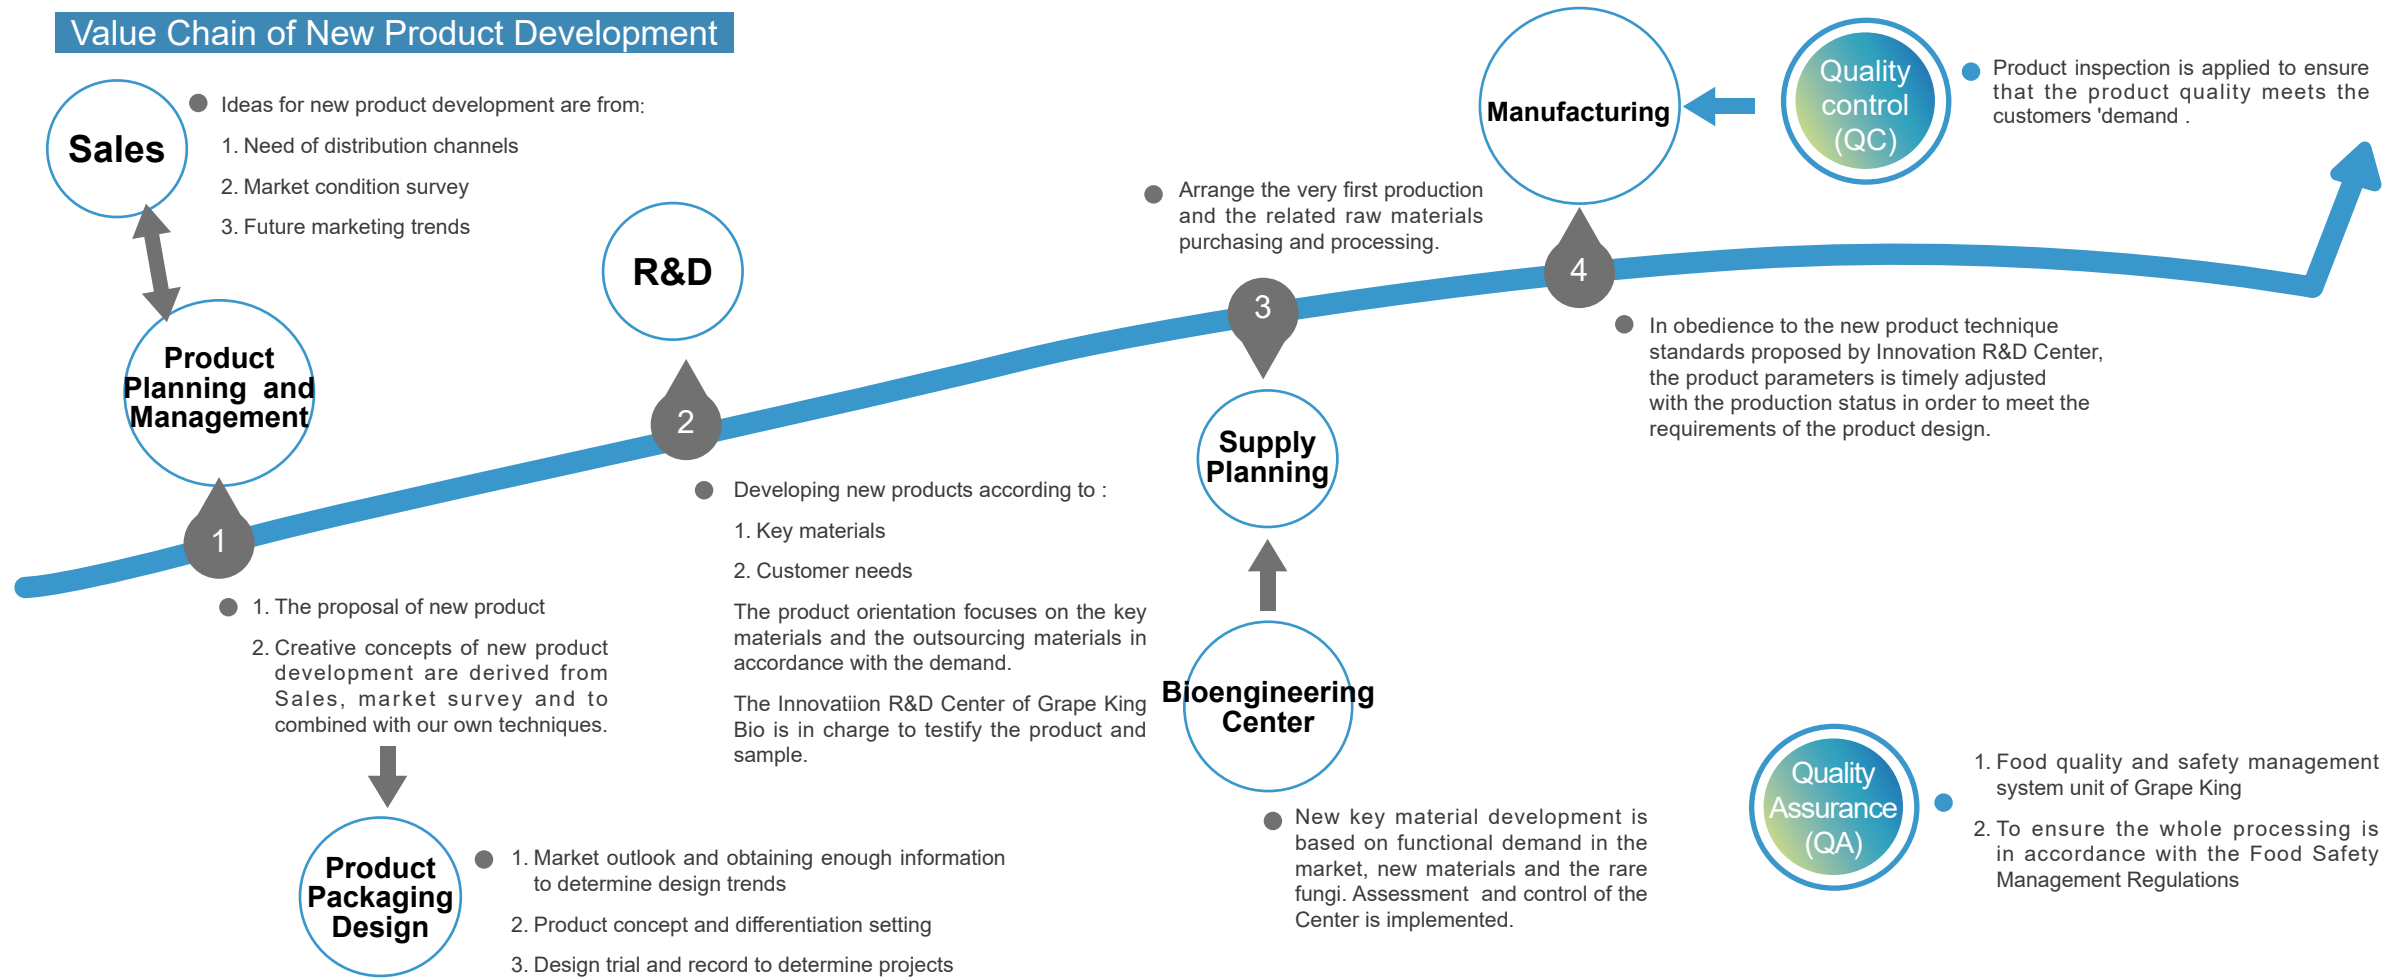 Value Chain of New Product Development
Sales
Ideas for new product development are from:
1. Need of distribution channels
2. Market condition survey
3. Future marketing trends
Product
Planning and
Management
1
1. The proposal of new product
2. Creative concepts of new product
development are derived from
Sales, market survey and to
combined with our own techniques.
Product
Packaging
Design
1. Market outlook and obtaining enough information
to determine design trends
2. Product concept and differentiation setting
3. Design trial and record to determine projects
R&D
2
Developing new products according to :
1. Key materials
2. Customer needs
The product orientation focuses on the key
materials and the outsourcing materials in
accordance with the demand.
The Innovatiion R&D Center of Grape King
Bio is in charge to testify the product and
sample.
Arrange the very first production
and the related raw materials
purchasing and processing.
3
Supply
Planning
Bioengineering
Center
New key material development is
based on functional demand in the
market, new materials and the rare
fungi. Assessment and control of the
Center is implemented.
Manufacturing
4
In obedience to the new product technique
standards proposed by Innovation R&D Center,
the product parameters is timely adjusted
with the production status in order to meet the
requirements of the product design.
Quality
control
(QC)
Product inspection is applied to ensure
that the product quality meets the
customers 'demand .
Quality
Assurance
(QA)
1. Food quality and safety management
system unit of Grape King
2. To ensure the whole processing is
in accordance with the Food Safety
Management Regulations